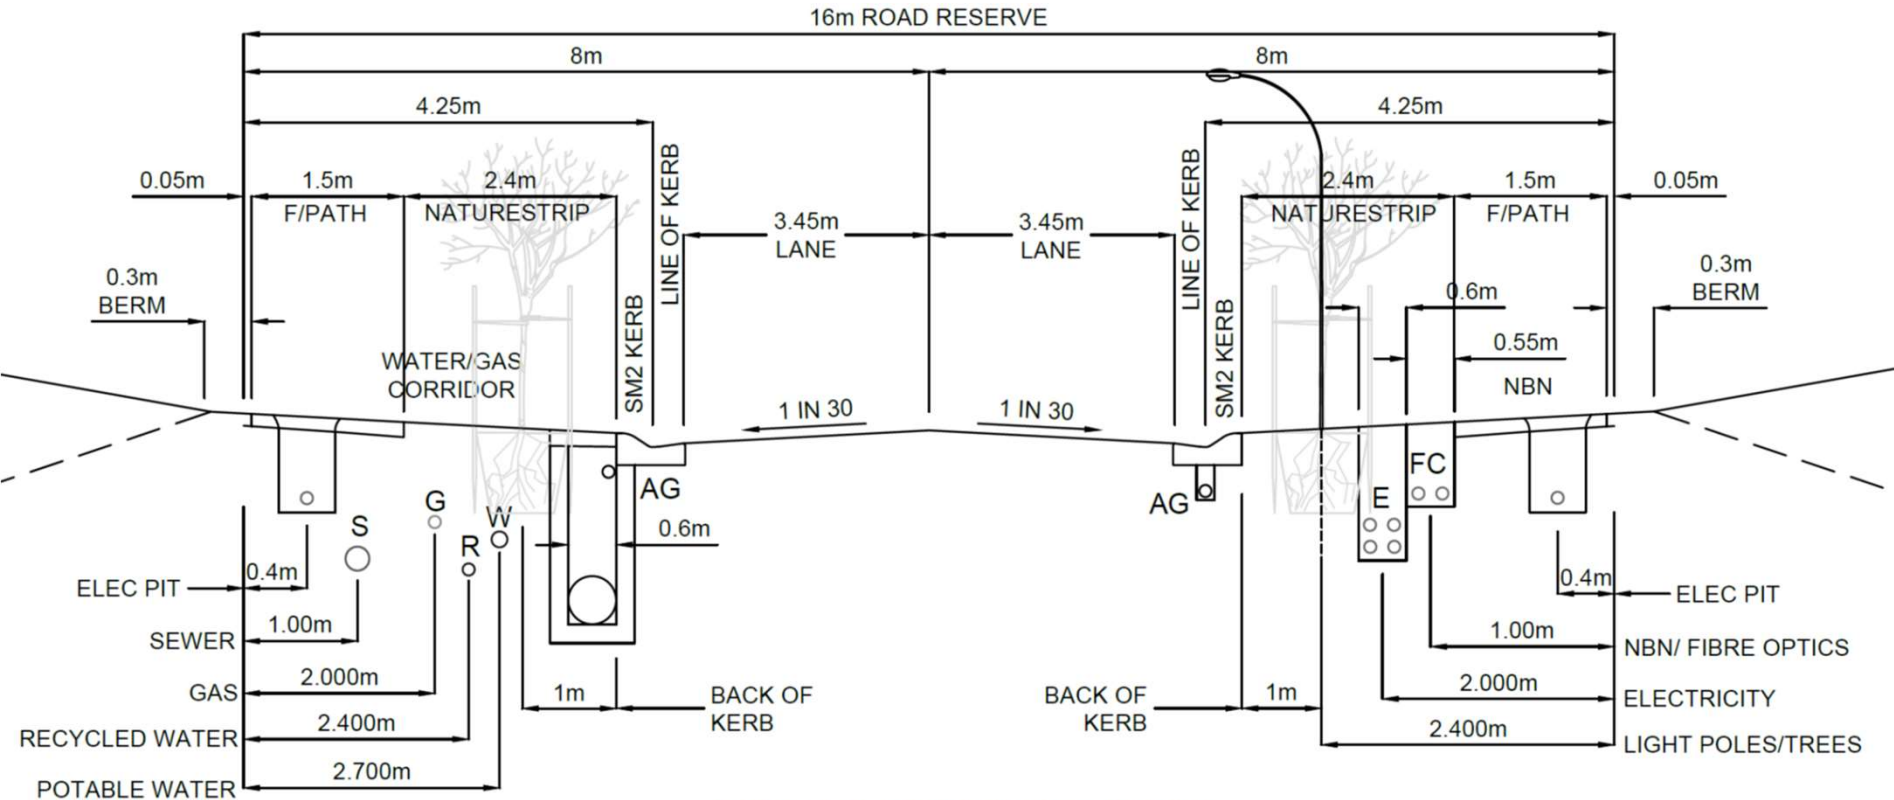 16m ROAD RESERVE
8m
8m
4.25m
4.25m
0.05m
1.5m
F/PATH
2.4m
NATURESTRIP
LINE OF KERB
3.45m
LANE
3.45m
LANE
LINE OF KERB
2.4m
NATURESTRIP
1.5m
F/PATH
0.05m
0.3m
BERM
SM2 KERB
SM2 KERB
0.6m
0.3m
BERM
WATER/GAS
CORRIDOR
0.55m
NBN
1 IN 30
1 IN 30
S
G
R
W
AG
0.6m
AG
E
FC
ELEC PIT
0.4m
0.4m
ELEC PIT
SEWER
1.00m
1.00m
NBN/ FIBRE OPTICS
GAS
2.000m
1m
BACK OF
KERB
BACK OF
KERB
1m
2.000m
ELECTRICITY
RECYCLED WATER
2.400m
2.400m
LIGHT POLES/TREES
POTABLE WATER
2.700m